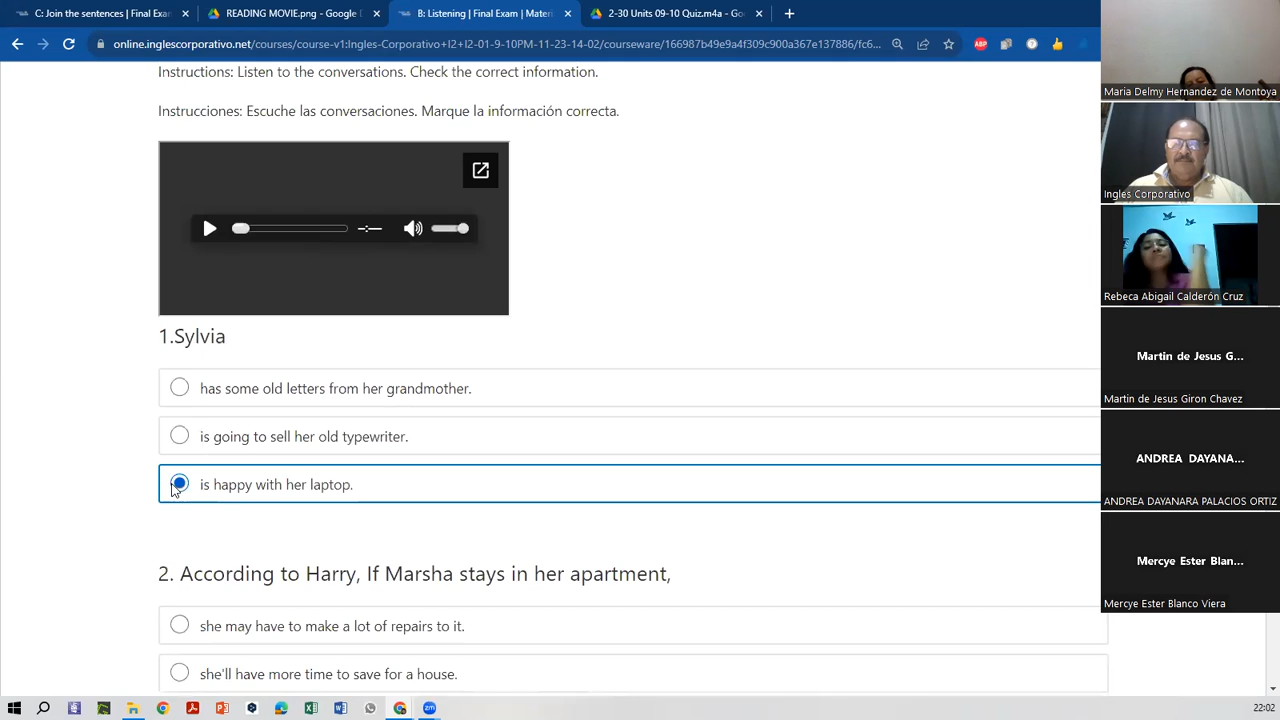 C: Join the sentences | Final Exam
READING MOVIE.png - Google
B: Listening | Final Exam | Mater
2-30 Units 09-10 Quiz.m4a - Go
online.inglescorporativo.net/courses/course-v1:Ingles-Corporativo+I2+I2-01-9-10PM-11-23-14-02/courseware/166987b49e9a4f309c900a367e137886/fc6...
ABP
Instructions: Listen to the conversations. Check the correct information.
Instrucciones: Escuche las conversaciones. Marque la información correcta.
-:--
1.Sylvia
has some old letters from her grandmother.
is going to sell her old typewriter.
is happy with her laptop.
2. According to Harry, If Marsha stays in her apartment,
she may have to make a lot of repairs to it.
she'll have more time to save for a house.
Maria Delmy Hernandez de Montoya
Ingles Corporativo
Rebeca Abigail Calderón Cruz
Martin de Jesus G...
Martin de Jesus Giron Chavez
ANDREA DAYANA...
ANDREA DAYANARA PALACIOS ORTIZ
Mercye Ester Blan...
Mercye Ester Blanco Viera
22:02